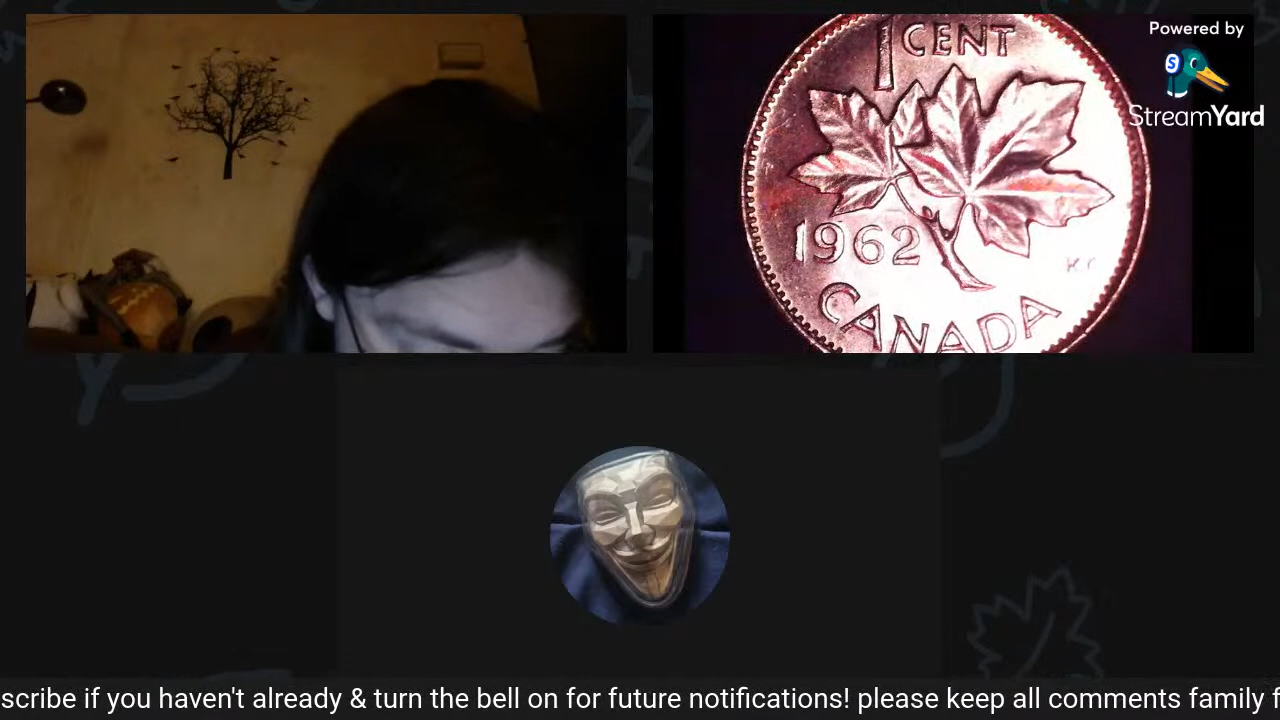 1 CENT
1962
CANADA
Powered by
StreamYard
scribe if you haven't already & turn the bell on for future notifications! please keep all comments family f